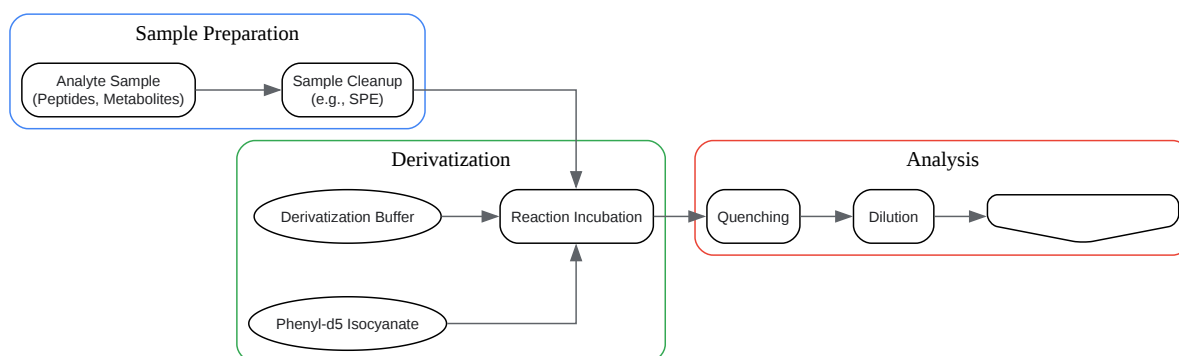 Sample Preparation
Analyte Sample
(Peptides, Metabolites)
Sample Cleanup
(e.g., SPE)
Derivatization
Derivatization Buffer
Reaction Incubation
Phenyl-d5 Isocyanate
Analysis
Quenching
Dilution